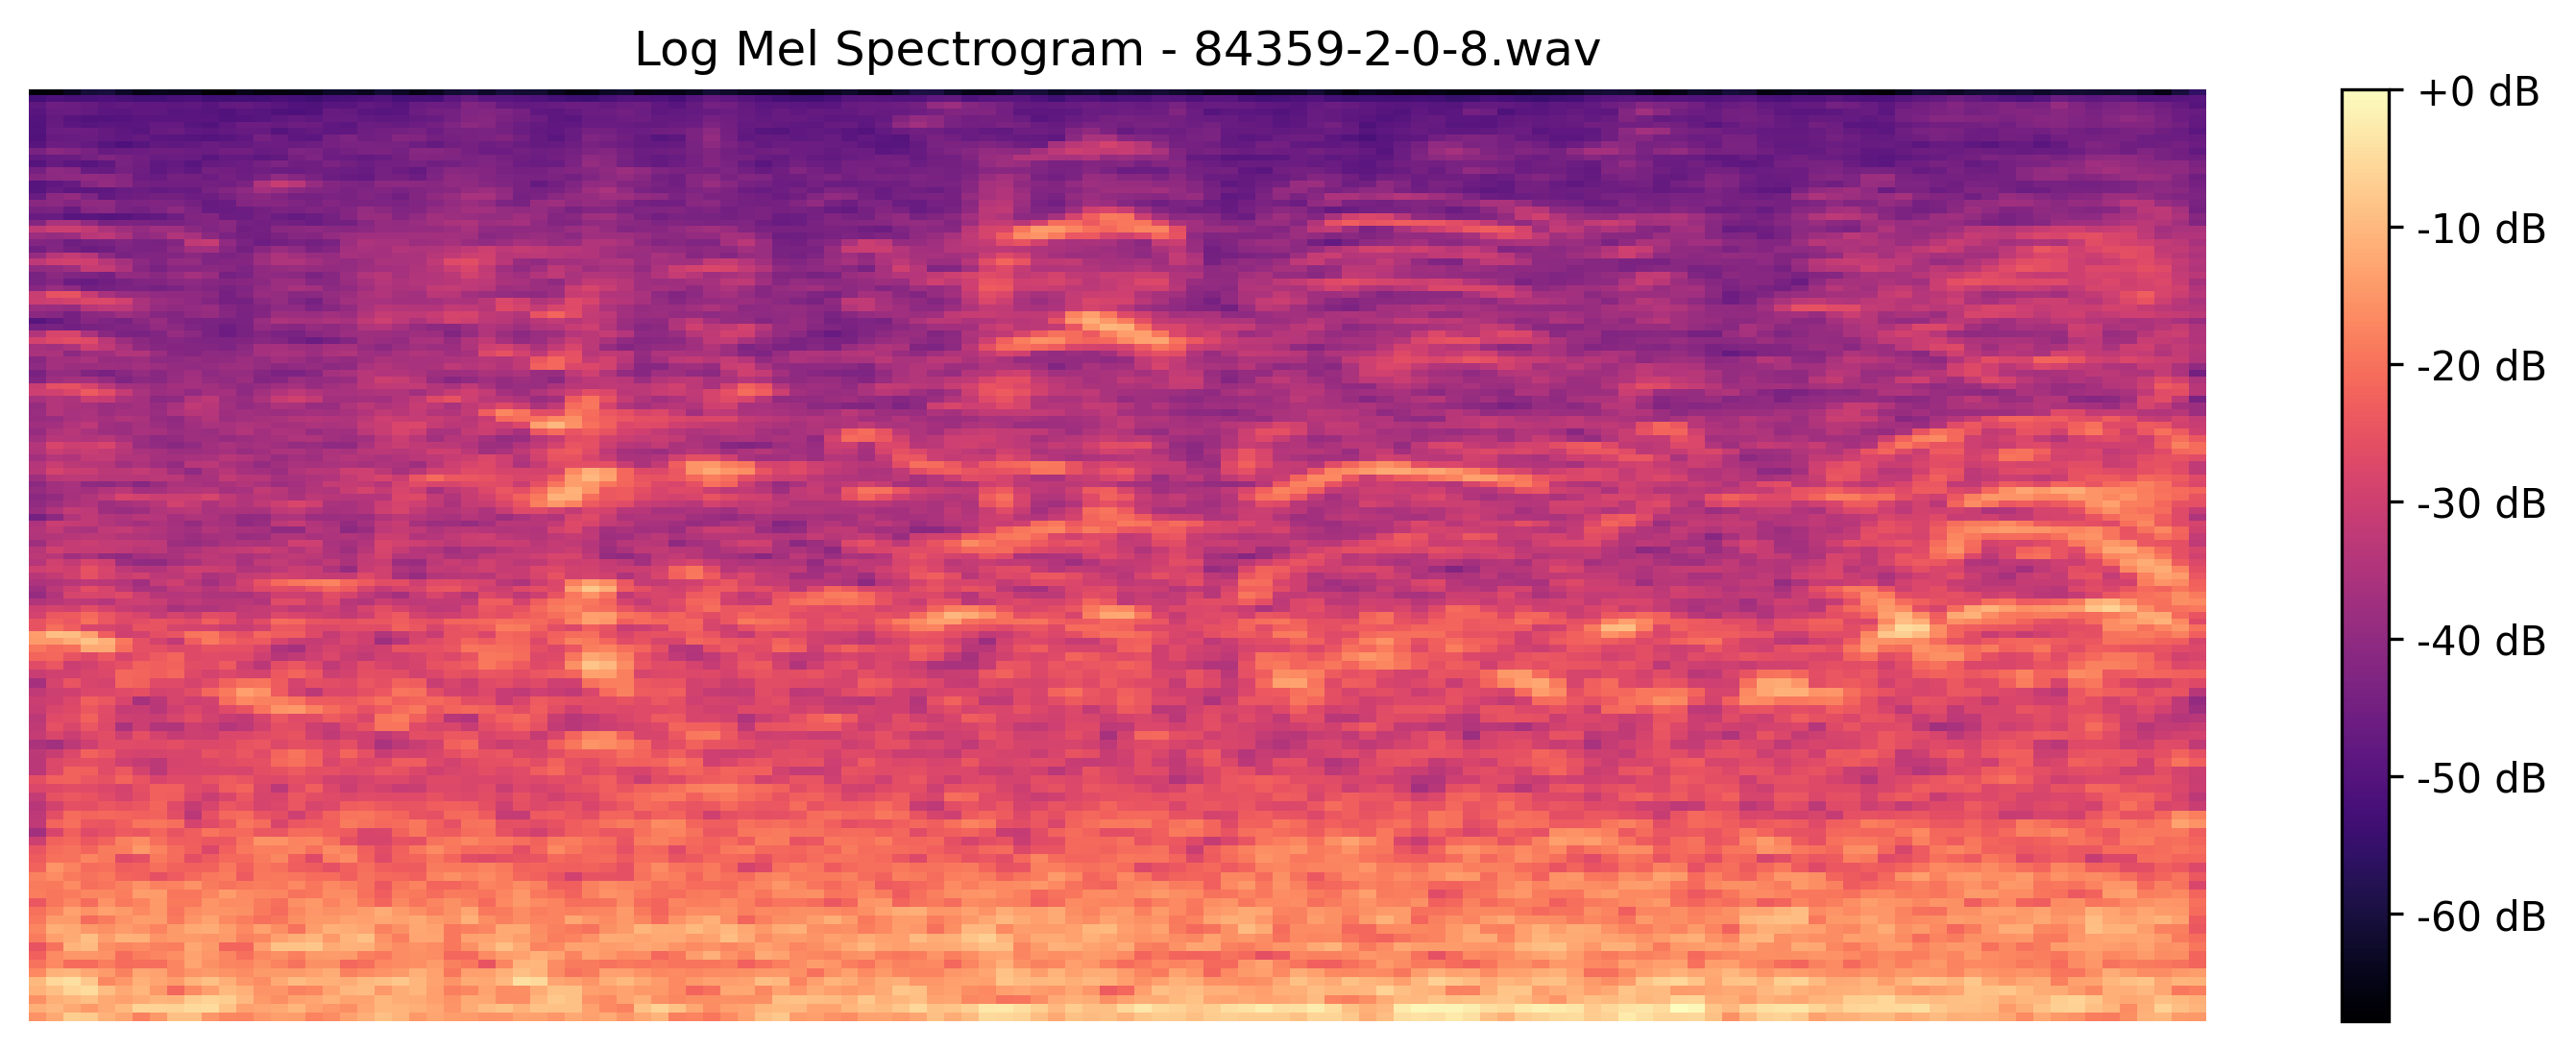 Log Mel Spectrogram - 84359-2-0-8.wav
+0 dB
-10 dB
-20 dB
-30 dB
-40 dB
-50 dB
-60 dB